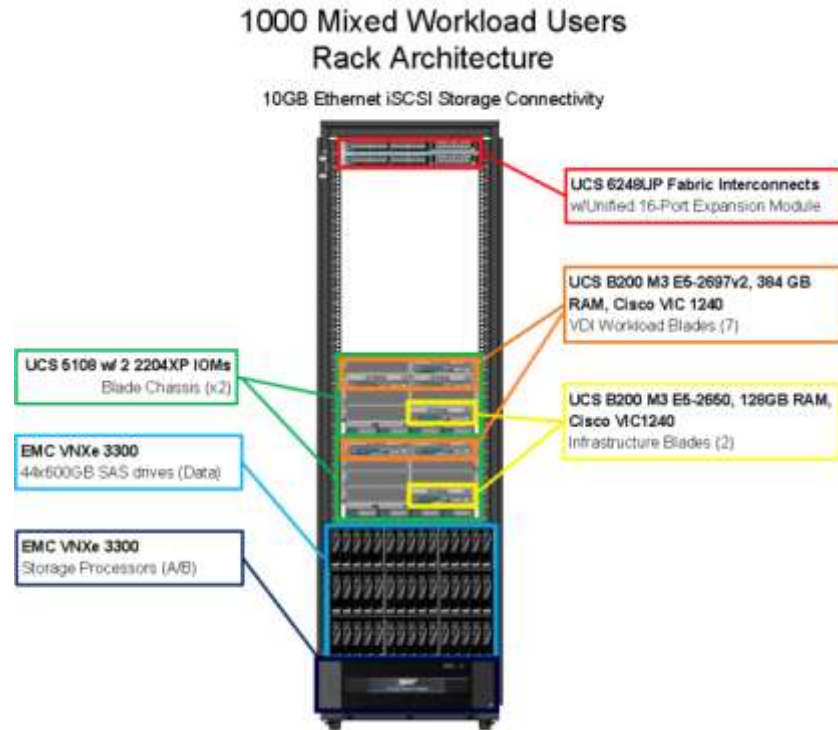 1000 Mixed Workload Users
Rack Architecture
10GB Ethernet iSCSI Storage Connectivity
UCS 6248UP Fabric Interconnects
w/Unified 16-Port Expansion Module
UCS B200 M3 E5-2697v2, 384 GB
RAM, Cisco VIC 1240
VDI Workload Blades (7)
UCS 5108 w/ 2 2204XP IOMs
Blade Chassis (x2)
UCS B200 M3 E5-2650, 128GB RAM,
Cisco VIC1240
Infrastructure Blades (2)
EMC VNXe 3300
44x600GB SAS drives (Data)
EMC VNXe 3300
Storage Processors (A/B)